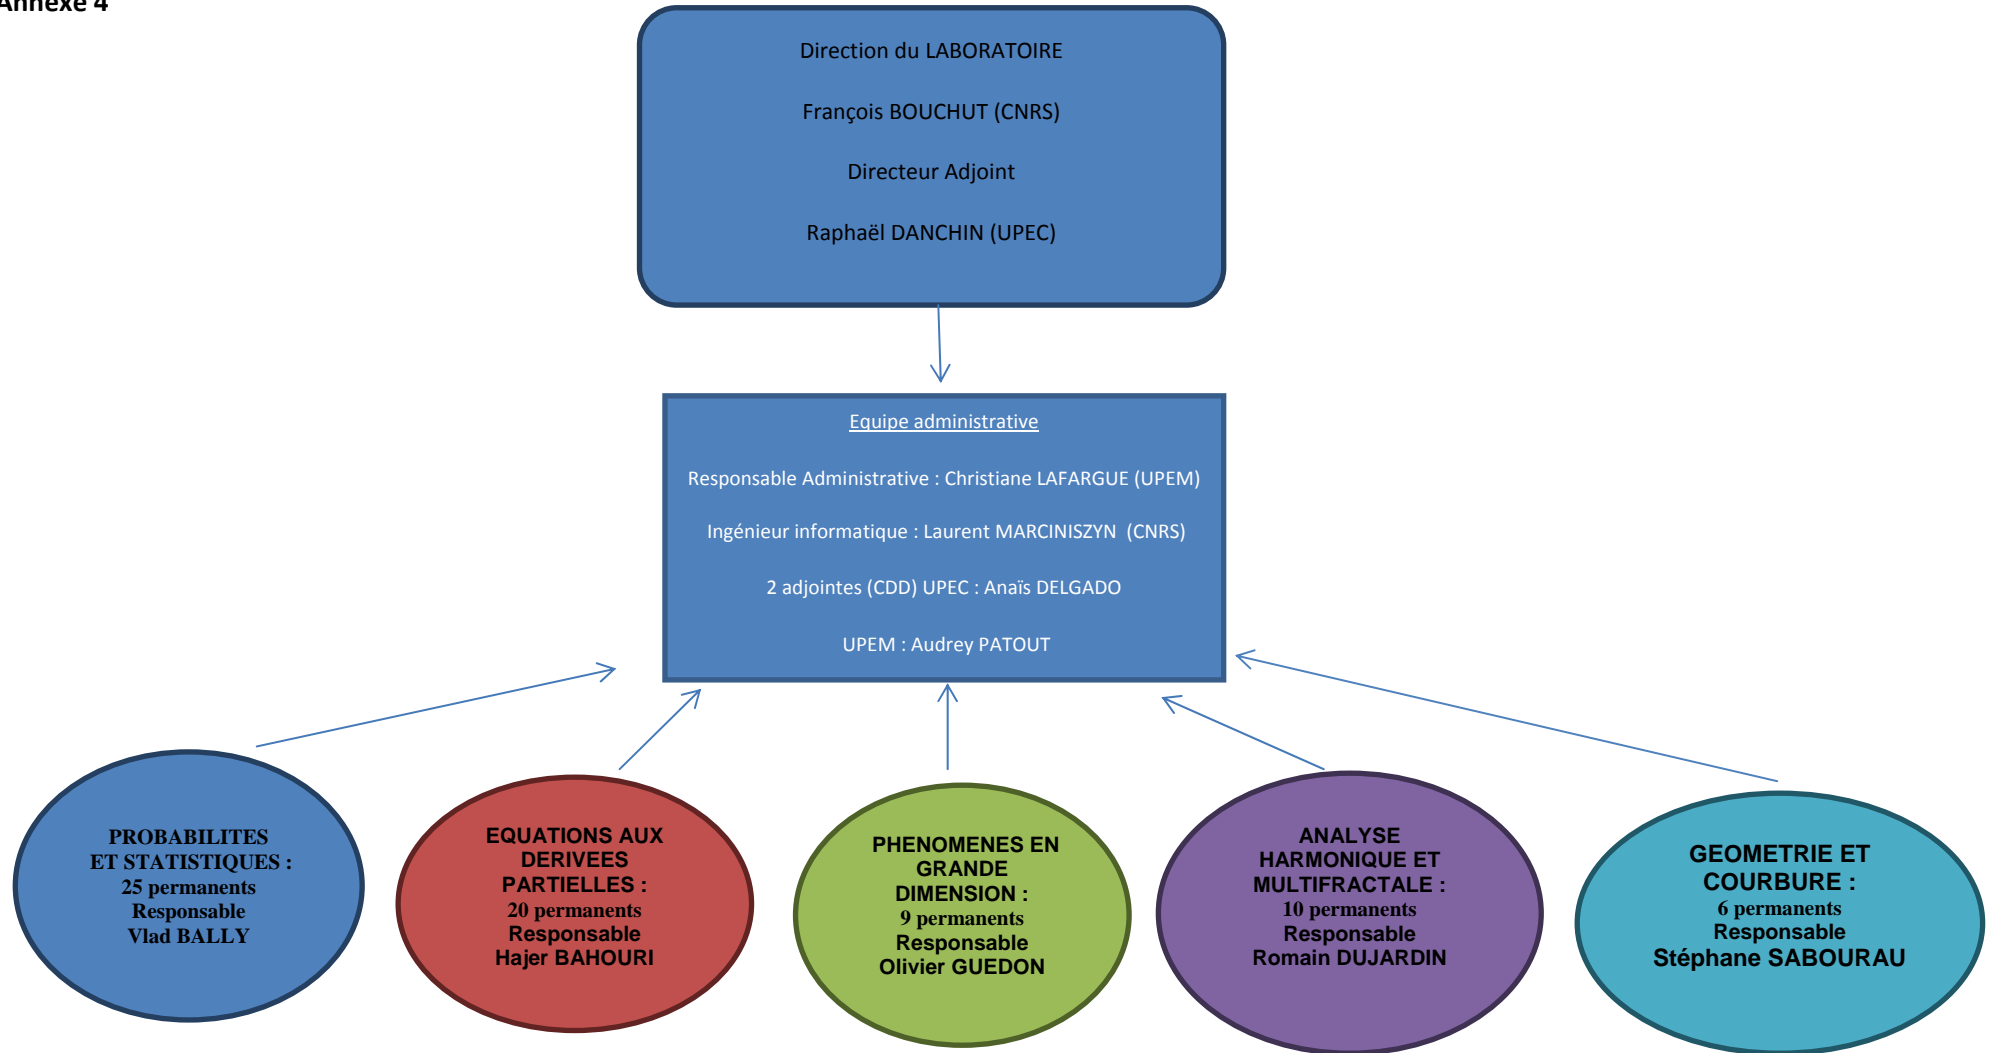 Annexe 4
Direction du LABORATOIRE
François BOUCHUT (CNRS)
Directeur Adjoint
Raphaël DANCHIN (UPEC)
Equipe administrative
Responsable Administrative : Christiane LAFARGUE (UPEM)
Ingénieur informatique : Laurent MARCINISZYN (CNRS)
2 adjointes (CDD) UPEC : Anaïs DELGADO
UPEM : Audrey PATOUT
PROBABILITES
ET STATISTIQUES :
25 permanents
Responsable
Vlad BALLY
EQUATIONS AUX
DERIVEES
PARTIELLES :
20 permanents
Responsable
Hajer BAHOURI
PHENOMENES EN
GRANDE
DIMENSION :
9 permanents
Responsable
Olivier GUEDON
ANALYSE
HARMONIQUE ET
MULTIFRACTALE :
10 permanents
Responsable
Romain DUJARDIN
GEOMETRIE ET
COURBURE :
6 permanents
Responsable
Stéphane SABOURAU